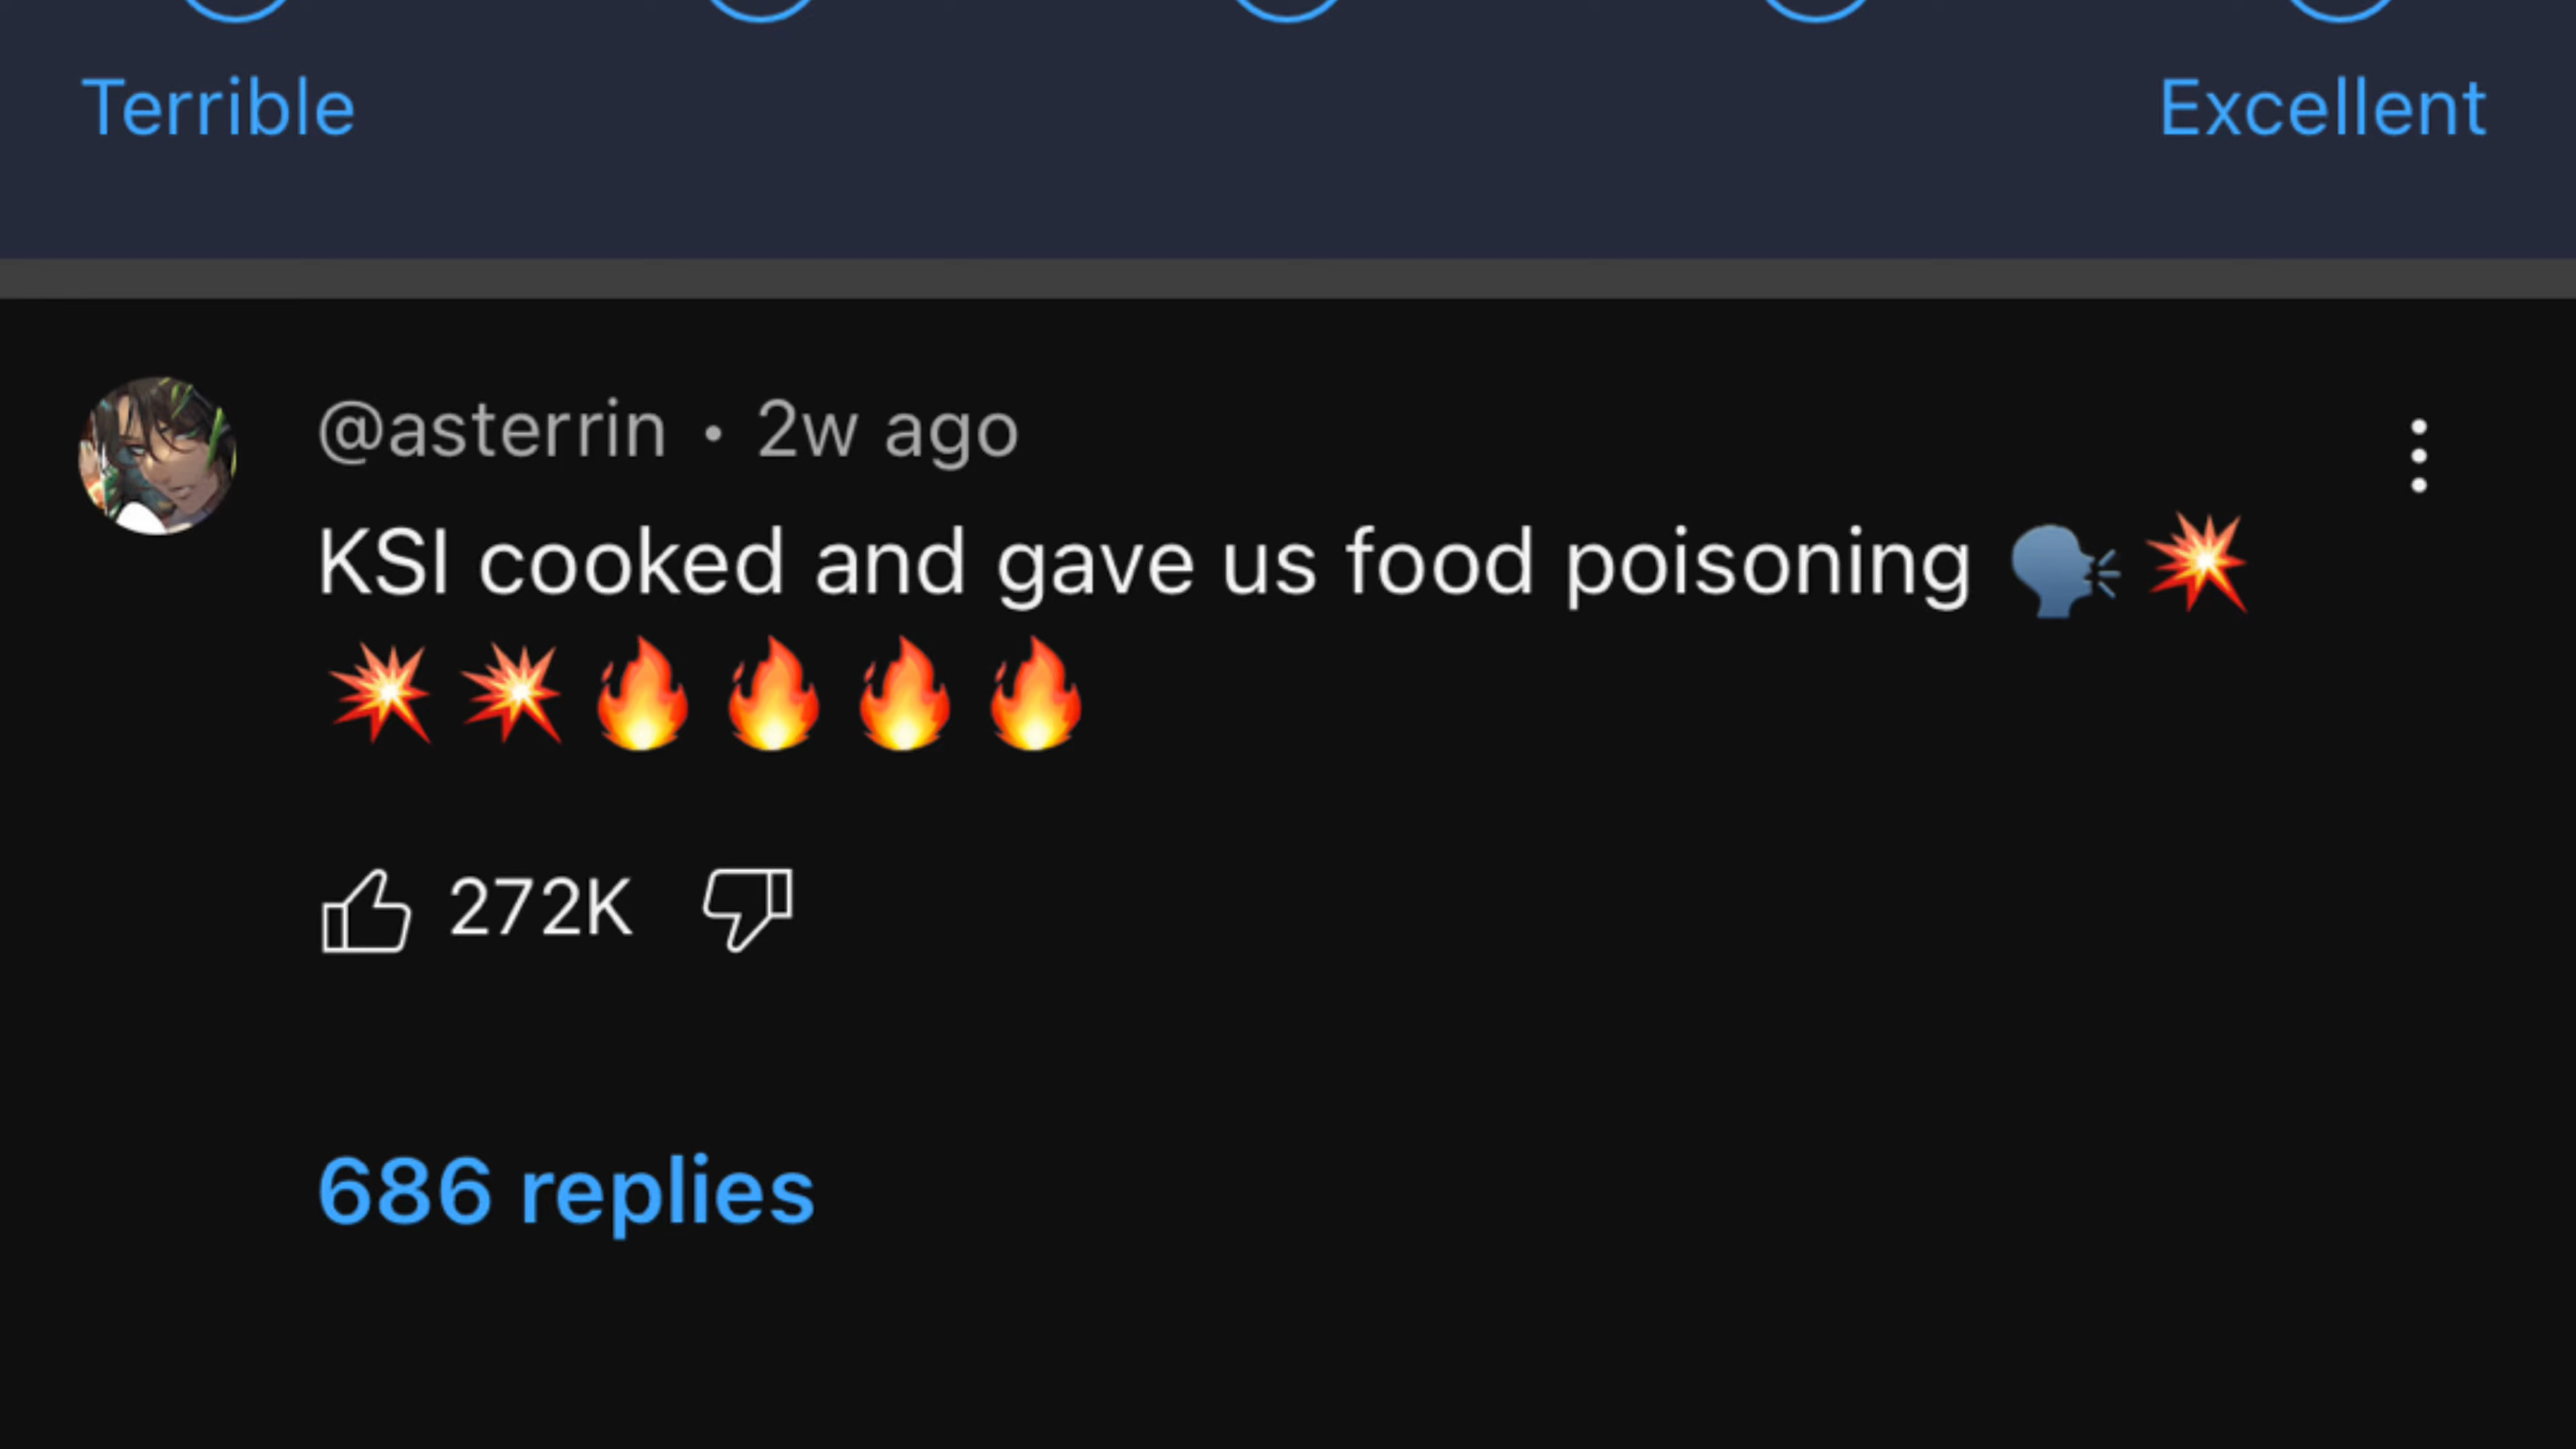 Terrible Excellent
@asterrin • 2w ago
KSI cooked and gave us food poisoning 🗣️💥
💥💥🔥🔥🔥🔥
272K
686 replies